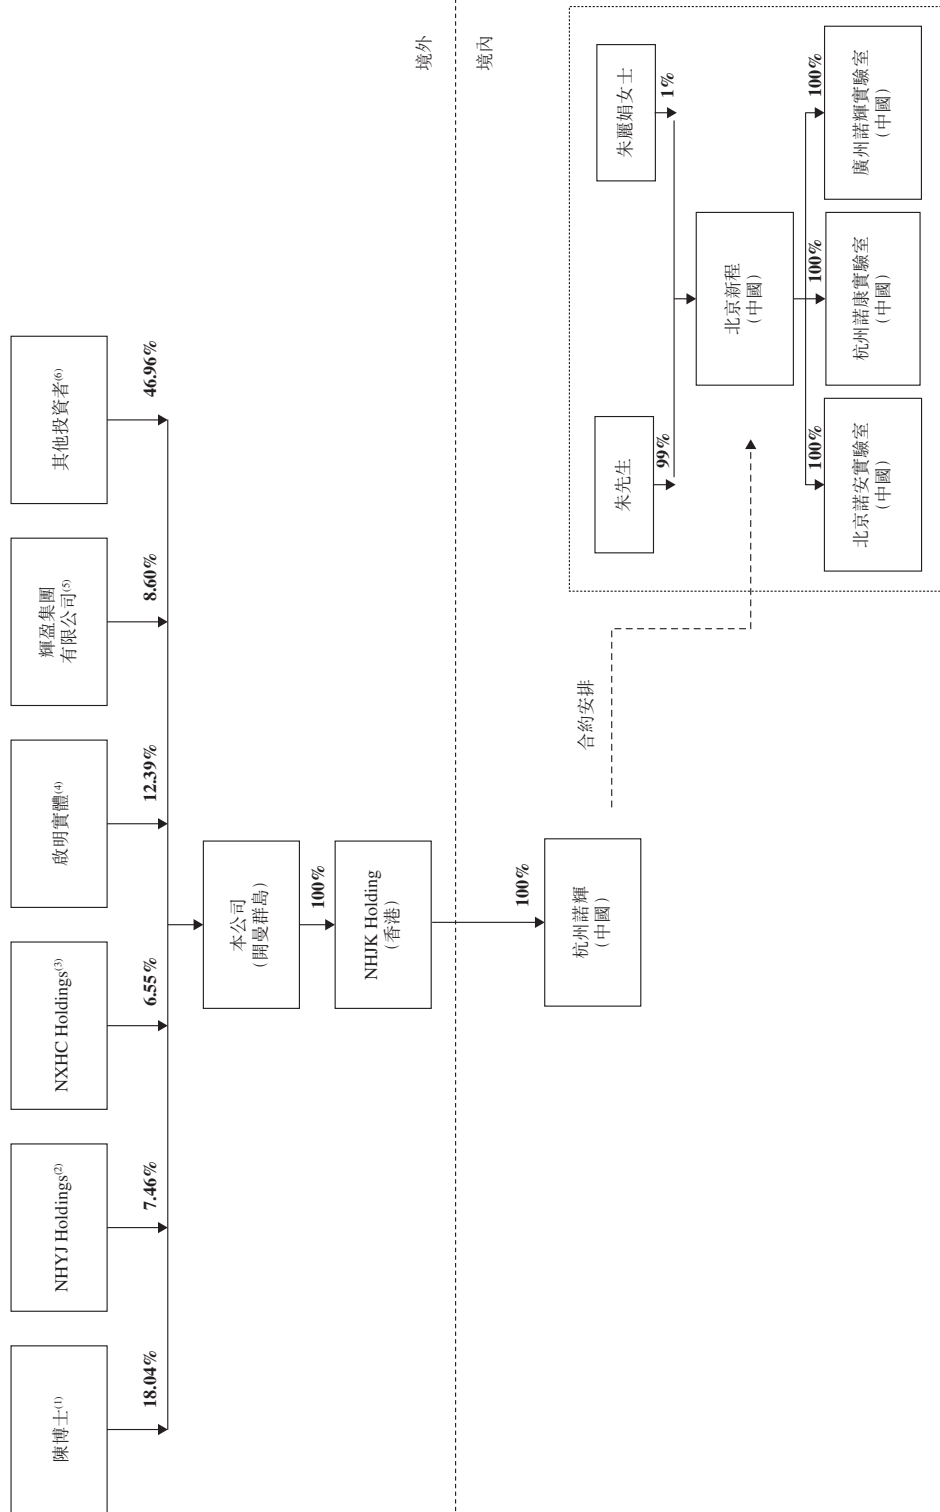 陳博士(1)
NHYJ Holdings(2)
NXHC Holdings(3)
啟明實體(4)
輝盈集團
有限公司(5)
其他投資者(6)
18.04%
7.46%
6.55%
12.39%
8.60%
46.96%
本公司
（開曼群島）
100%
NHJK Holding
（香港）
境外
境內
100%
杭州諾輝
（中國）
合約安排
朱先生
朱麗娟女士
99%
1%
北京新程
（中國）
100%
100%
100%
北京諾安實驗室
（中國）
杭州諾康實驗室
（中國）
廣州諾輝實驗室
（中國）